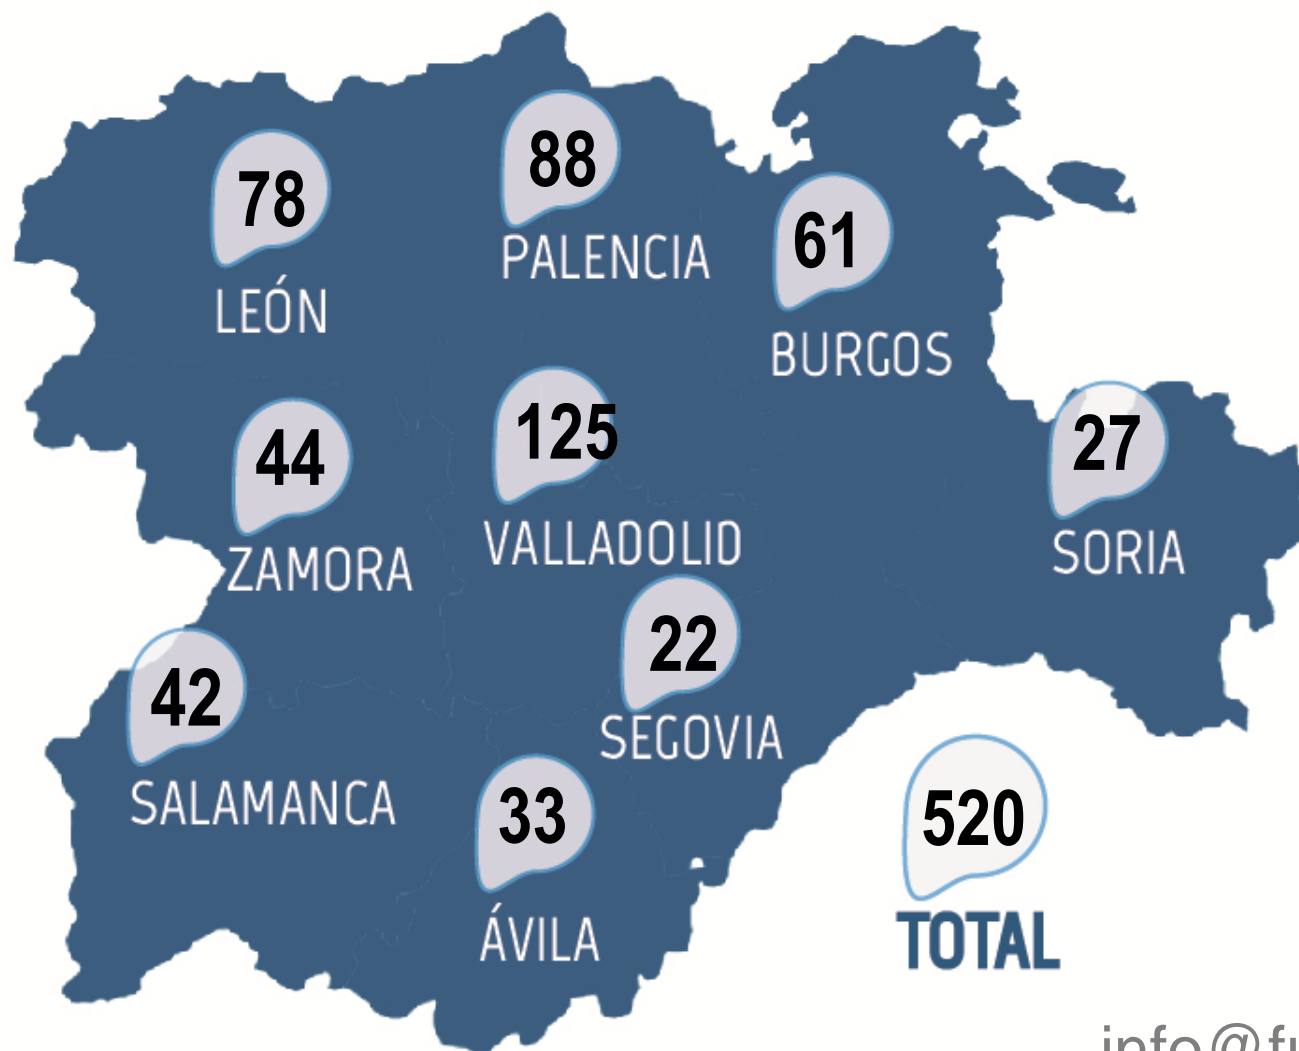 78
LEÓN
88
PALENCIA
61
BURGOS
44
ZAMORA
125
VALLADOLID
27
SORIA
42
SALAMANCA
22
SEGOVIA
33
ÁVILA
520
TOTAL